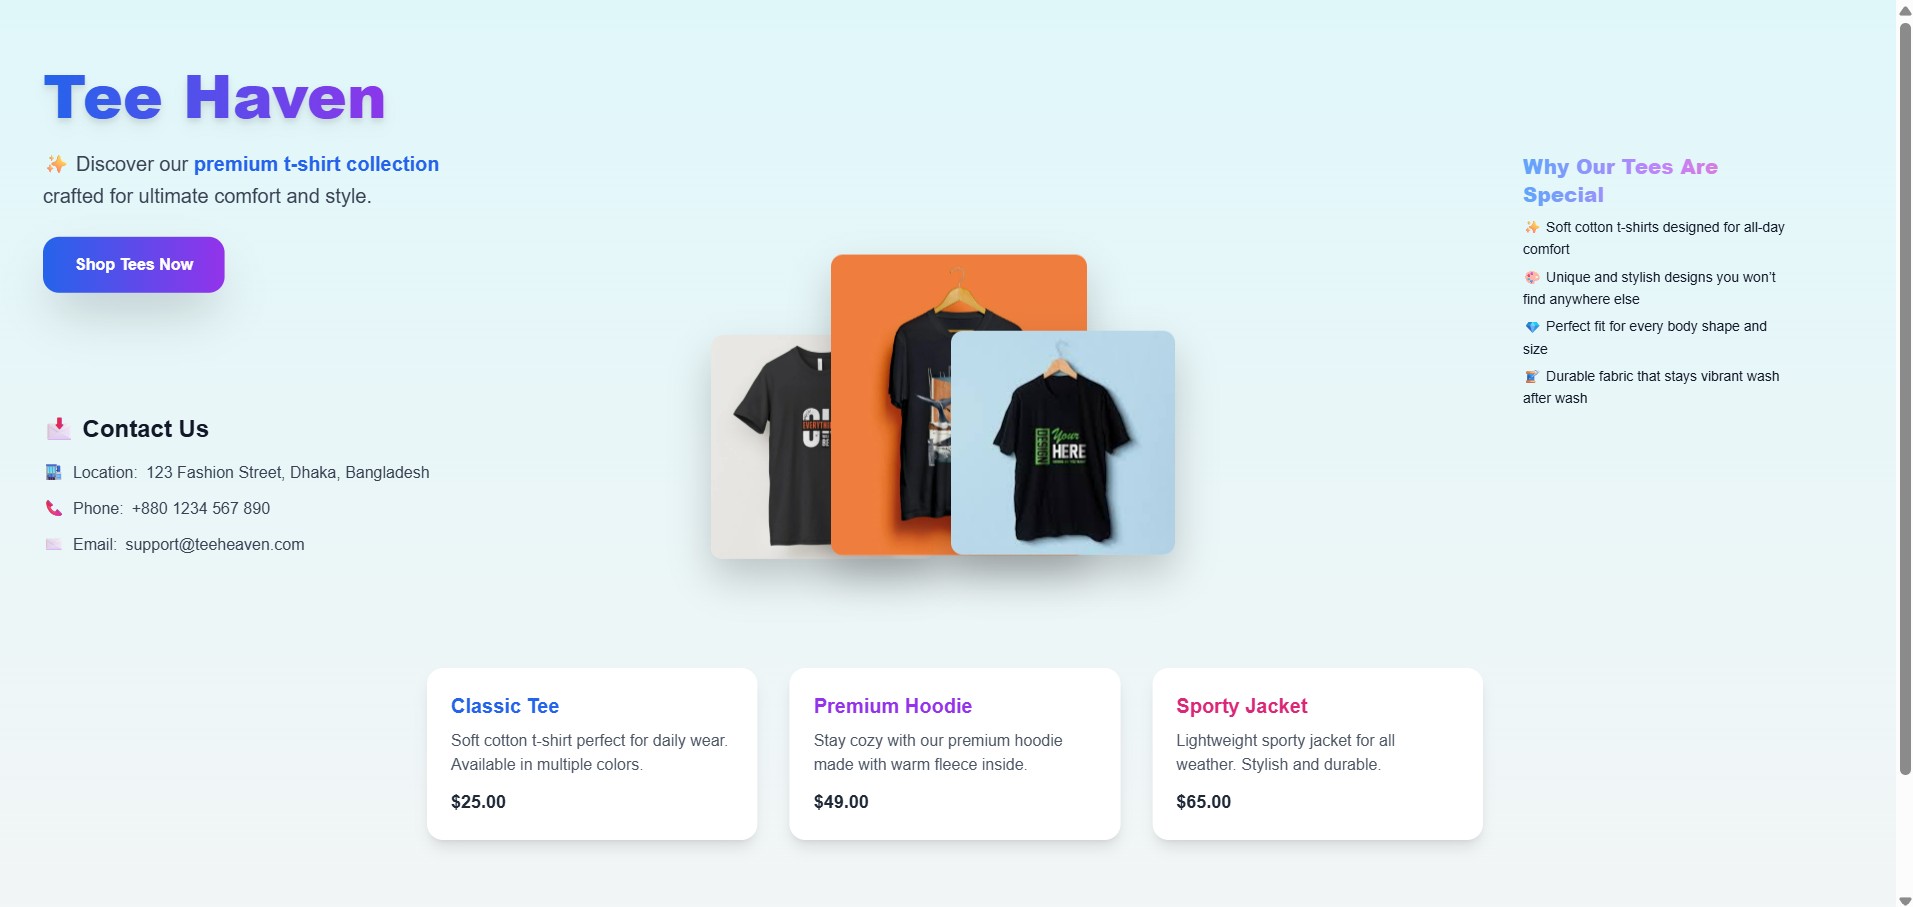 Tee Haven
✨ Discover our premium t-shirt collection
crafted for ultimate comfort and style.
Shop Tees Now
📩 Contact Us
🏪 Location: 123 Fashion Street, Dhaka, Bangladesh
📞 Phone: +880 1234 567 890
✉️ Email: support@teeheaven.com
EVERYTHI
Your
DESIGN
HERE
Why Our Tees Are
Special
✨ Soft cotton t-shirts designed for all-day
comfort
🎨 Unique and stylish designs you won't
find anywhere else
💎 Perfect fit for every body shape and
size
🧵 Durable fabric that stays vibrant wash
after wash
Classic Tee
Soft cotton t-shirt perfect for daily wear.
Available in multiple colors.
$25.00
Premium Hoodie
Stay cozy with our premium hoodie
made with warm fleece inside.
$49.00
Sporty Jacket
Lightweight sporty jacket for all
weather. Stylish and durable.
$65.00